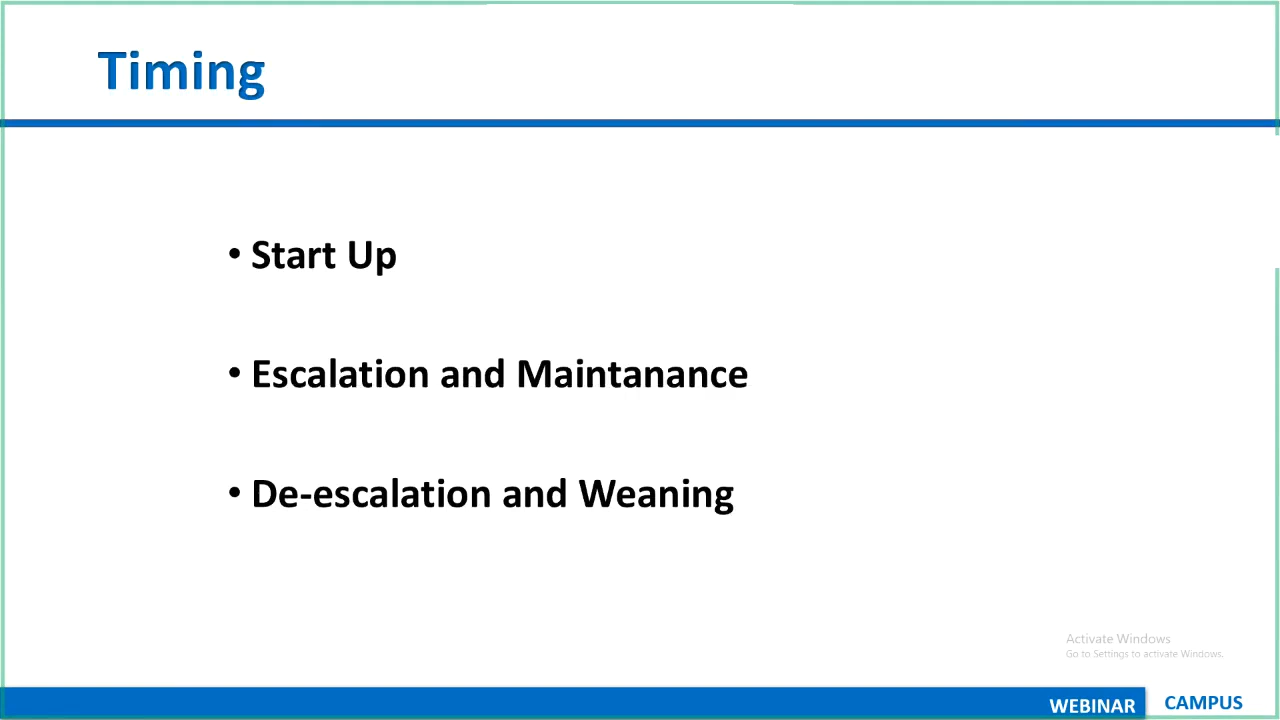 Timing
• Start Up
• Escalation and Maintanance
• De-escalation and Weaning
Activate Windows
Go to Settings to activate Windows.
WEBINAR CAMPUS